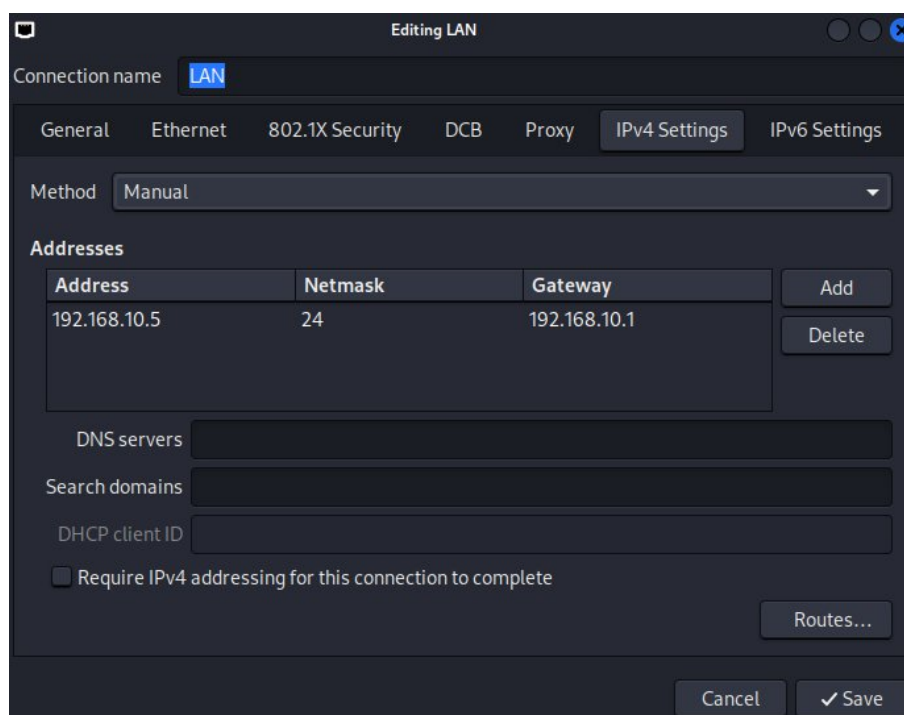 Editing LAN
Connection name LAN
General Ethernet 802.1X Security DCB Proxy IPv4 Settings IPv6 Settings
Method Manual
Addresses
Address Netmask Gateway
Add
192.168.10.5 24 192.168.10.1
Delete
DNS servers
Search domains
DHCP client ID
Require IPv4 addressing for this connection to complete
Routes...
Cancel ✓ Save